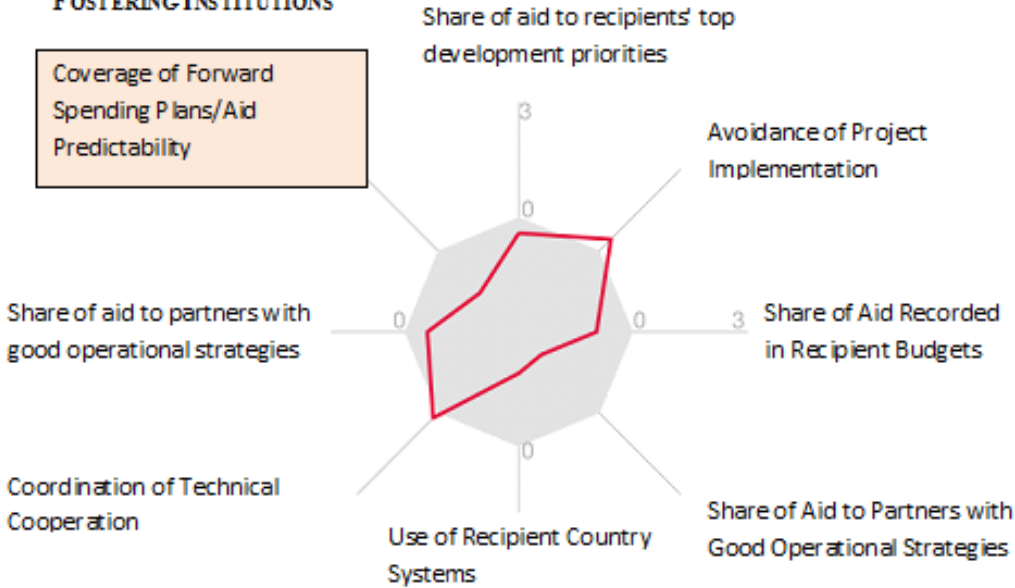 FOSTERING INSTITUTIONS
Share of aid to recipients' top
development priorities
Coverage of Forward
Spending Plans/Aid
Predictability
3
Avoidance of Project
Implementation
0
Share of aid to partners with
good operational strategies
0
0
3
Share of Aid Recorded
in Recipient Budgets
0
Coordination of Technical
Cooperation
Use of Recipient Country
Systems
Share of Aid to Partners with
Good Operational Strategies